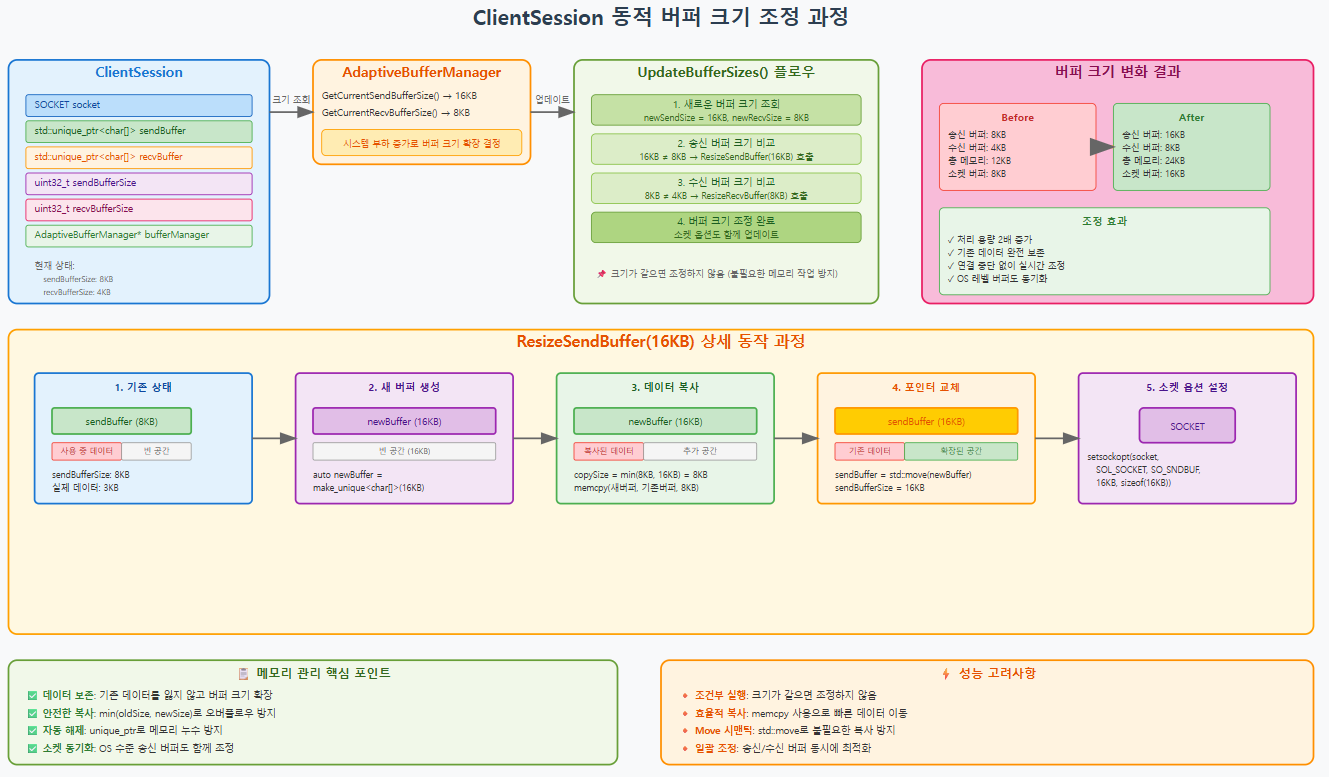 ClientSession 동적 버퍼 크기 조정 과정
ClientSession
SOCKET socket
std::unique_ptr<char[]> sendBuffer
std::unique_ptr<char[]> recvBuffer
uint32_t sendBufferSize
uint32_t recvBufferSize
AdaptiveBufferManager* bufferManager
현재 상태:
sendBufferSize: 8KB
recvBufferSize: 4KB
크기 조회
AdaptiveBufferManager
GetCurrentSendBufferSize() → 16KB
GetCurrentRecvBufferSize() → 8KB
시스템 부하 증가로 버퍼 크기 확장 결정
업데이트
UpdateBufferSizes() 플로우
1. 새로운 버퍼 크기 조회
newSendSize = 16KB, newRecvSize = 8KB
2. 송신 버퍼 크기 비교
16KB ≠ 8KB → ResizeSendBuffer(16KB) 호출
3. 수신 버퍼 크기 비교
8KB ≠ 4KB → ResizeRecvBuffer(8KB) 호출
4. 버퍼 크기 조정 완료
소켓 옵션도 함께 업데이트
📌 크기가 같으면 조정하지 않음 (불필요한 메모리 작업 방지)
버퍼 크기 변화 결과
Before
송신 버퍼: 8KB
수신 버퍼: 4KB
총 메모리: 12KB
소켓 버퍼: 8KB
After
송신 버퍼: 16KB
수신 버퍼: 8KB
총 메모리: 24KB
소켓 버퍼: 16KB
조정 효과
✓ 처리 용량 2배 증가
✓ 기존 데이터 완전 보존
✓ 연결 중단 없이 실시간 조정
✓ OS 레벨 버퍼도 동기화
ResizeSendBuffer(16KB) 상세 동작 과정
1. 기존 상태
sendBuffer (8KB)
사용 중 데이터
빈 공간
sendBufferSize: 8KB
실제 데이터: 3KB
2. 새 버퍼 생성
newBuffer (16KB)
빈 공간 (16KB)
auto newBuffer =
make_unique<char[]>(16KB)
3. 데이터 복사
newBuffer (16KB)
복사된 데이터
추가 공간
copySize = min(8KB, 16KB) = 8KB
memcpy(새버퍼, 기존버퍼, 8KB)
4. 포인터 교체
sendBuffer (16KB)
기존 데이터
확장된 공간
sendBuffer = std::move(newBuffer)
sendBufferSize = 16KB
5. 소켓 옵션 설정
SOCKET
setsockopt(socket,
SOL_SOCKET, SO_SNDBUF,
16KB, sizeof(16KB))
📋 메모리 관리 핵심 포인트
✅ 데이터 보존: 기존 데이터를 잃지 않고 버퍼 크기 확장
✅ 안전한 복사: min(oldSize, newSize)로 오버플로우 방지
✅ 자동 해제: unique_ptr로 메모리 누수 방지
✅ 소켓 동기화: OS 수준 송신 버퍼도 함께 조정
⚡ 성능 고려사항
🔸 조건부 실행: 크기가 같으면 조정하지 않음
🔸 효율적 복사: memcpy 사용으로 빠른 데이터 이동
🔸 Move 시맨틱: std::move로 불필요한 복사 방지
🔸 일괄 조정: 송신/수신 버퍼 동시에 최적화